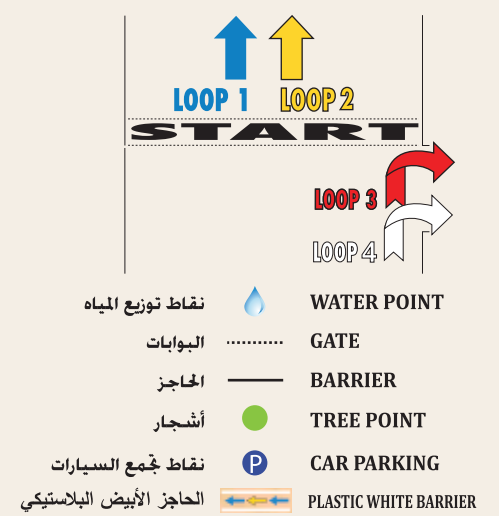 LOOP 1 LOOP 2
START
LOOP 3
LOOP 4
نقاط توزيع المياه WATER POINT
البوابات GATE
الحاجز BARRIER
أشجار TREE POINT
نقاط تجمع السيارات P CAR PARKING
الحاجز الأبيض البلاستيكي PLASTIC WHITE BARRIER